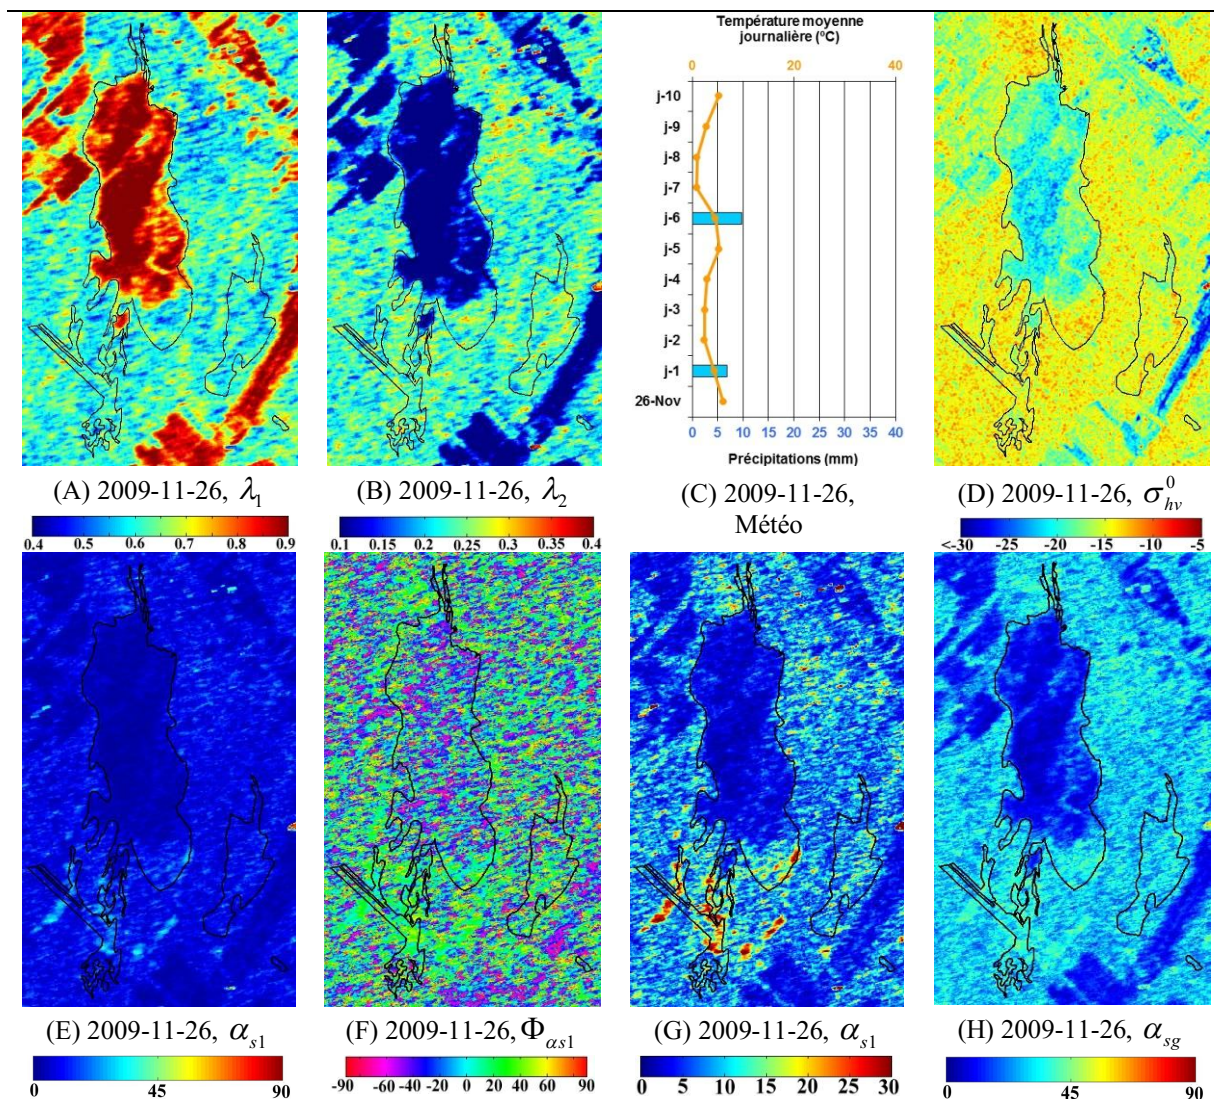 Température moyenne
journalière (°C)
0 20 40
j-10
j-9
j-8
j-7
j-6
j-5
j-4
j-3
j-2
j-1
26-Nov
0 5 10 15 20 30 35 40
Précipitations (mm)
(A) 2009-11-26, λ1
(B) 2009-11-26, λ2
(C) 2009-11-26,
Météo
(D) 2009-11-26, σ⁰hv
0.4 0.5 0.6 0.7 0.8 0.9
0.1 0.15 0.2 0.25 0.3 0.35 0.4
<-30 -20 -15 -10 -5
(E) 2009-11-26, αs1
(F) 2009-11-26, Φαs1
(G) 2009-11-26, αs1
(H) 2009-11-26, αsg
0 45 90
-90 -60 -40 -20 0 20 40 60 90
0 5 10 15 20 25 30
0 45 90